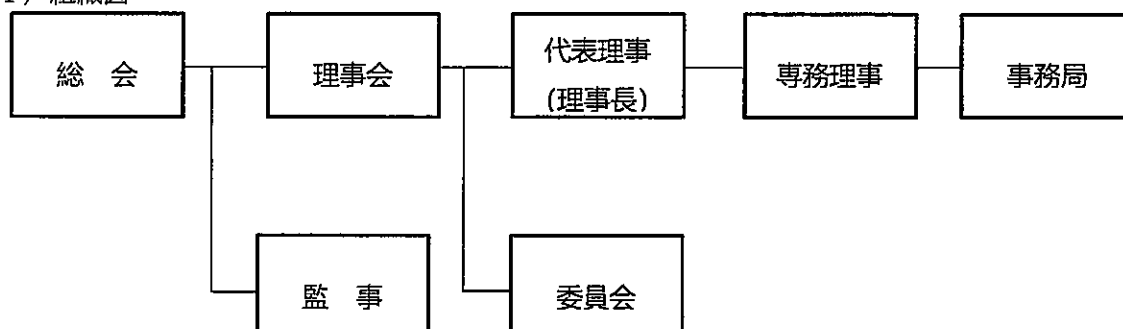 総　会
理事会
代表理事
(理事長)
専務理事
事務局
監　事
委員会